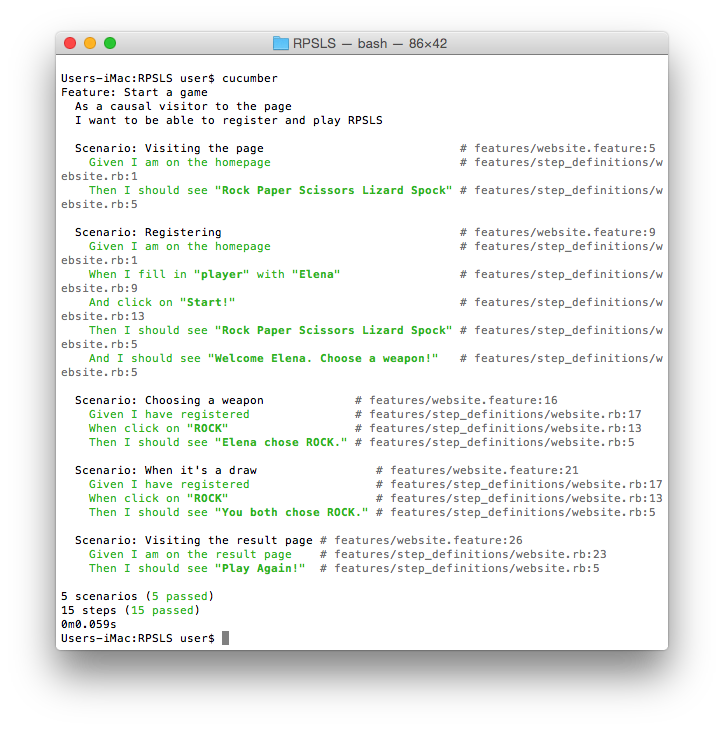 RPSLS — bash — 86×42
Users-iMac:RPSLS user$ cucumber
Feature: Start a game
  As a causal visitor to the page
  I want to be able to register and play RPSLS

  Scenario: Visiting the page                            # features/website.feature:5
    Given I am on the homepage                           # features/step_definitions/w
ebsite.rb:1
    Then I should see "Rock Paper Scissors Lizard Spock" # features/step_definitions/w
ebsite.rb:5

  Scenario: Registering                                  # features/website.feature:9
    Given I am on the homepage                           # features/step_definitions/w
ebsite.rb:1
    When I fill in "player" with "Elena"                 # features/step_definitions/w
ebsite.rb:9
    And click on "Start!"                                # features/step_definitions/w
ebsite.rb:13
    Then I should see "Rock Paper Scissors Lizard Spock" # features/step_definitions/w
ebsite.rb:5
    And I should see "Welcome Elena. Choose a weapon!"   # features/step_definitions/w
ebsite.rb:5

  Scenario: Choosing a weapon             # features/website.feature:16
    Given I have registered               # features/step_definitions/website.rb:17
    When click on "ROCK"                  # features/step_definitions/website.rb:13
    Then I should see "Elena chose ROCK." # features/step_definitions/website.rb:5

  Scenario: When it's a draw                 # features/website.feature:21
    Given I have registered                  # features/step_definitions/website.rb:17
    When click on "ROCK"                     # features/step_definitions/website.rb:13
    Then I should see "You both chose ROCK." # features/step_definitions/website.rb:5

  Scenario: Visiting the result page # features/website.feature:26
    Given I am on the result page    # features/step_definitions/website.rb:23
    Then I should see "Play Again!"  # features/step_definitions/website.rb:5

5 scenarios (5 passed)
15 steps (15 passed)
0m0.059s
Users-iMac:RPSLS user$